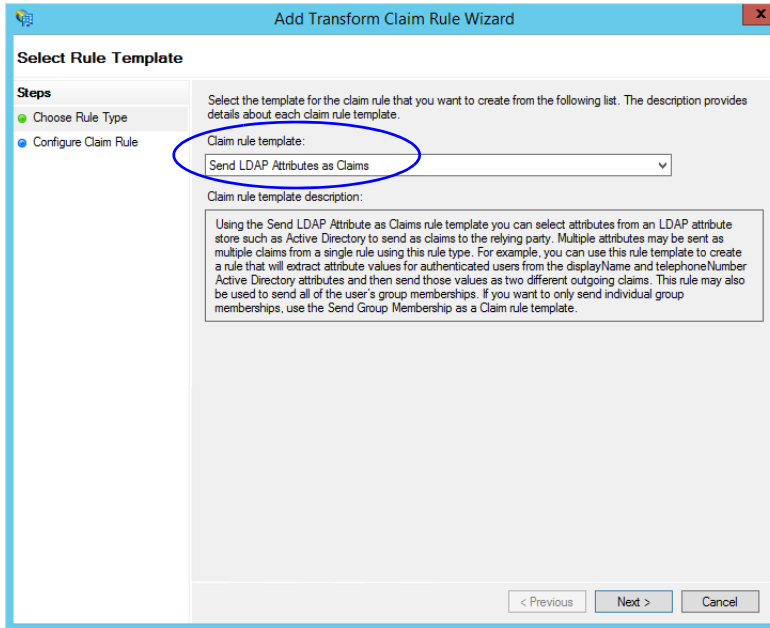 Add Transform Claim Rule Wizard
x
Select Rule Template
Steps
Choose Rule Type
Configure Claim Rule
Select the template for the claim rule that you want to create from the following list. The description provides
details about each claim rule template.
Claim rule template:
Send LDAP Attributes as Claims
Claim rule template description:
Using the Send LDAP Attribute as Claims rule template you can select attributes from an LDAP attribute
store such as Active Directory to send as claims to the relying party. Multiple attributes may be sent as
multiple claims from a single rule using this rule type. For example, you can use this rule template to create
a rule that will extract attribute values for authenticated users from the displayName and telephoneNumber
Active Directory attributes and then send those values as two different outgoing claims. This rule may also
be used to send all of the user's group memberships. If you want to only send individual group
memberships, use the Send Group Membership as a Claim rule template.
< Previous
Next >
Cancel